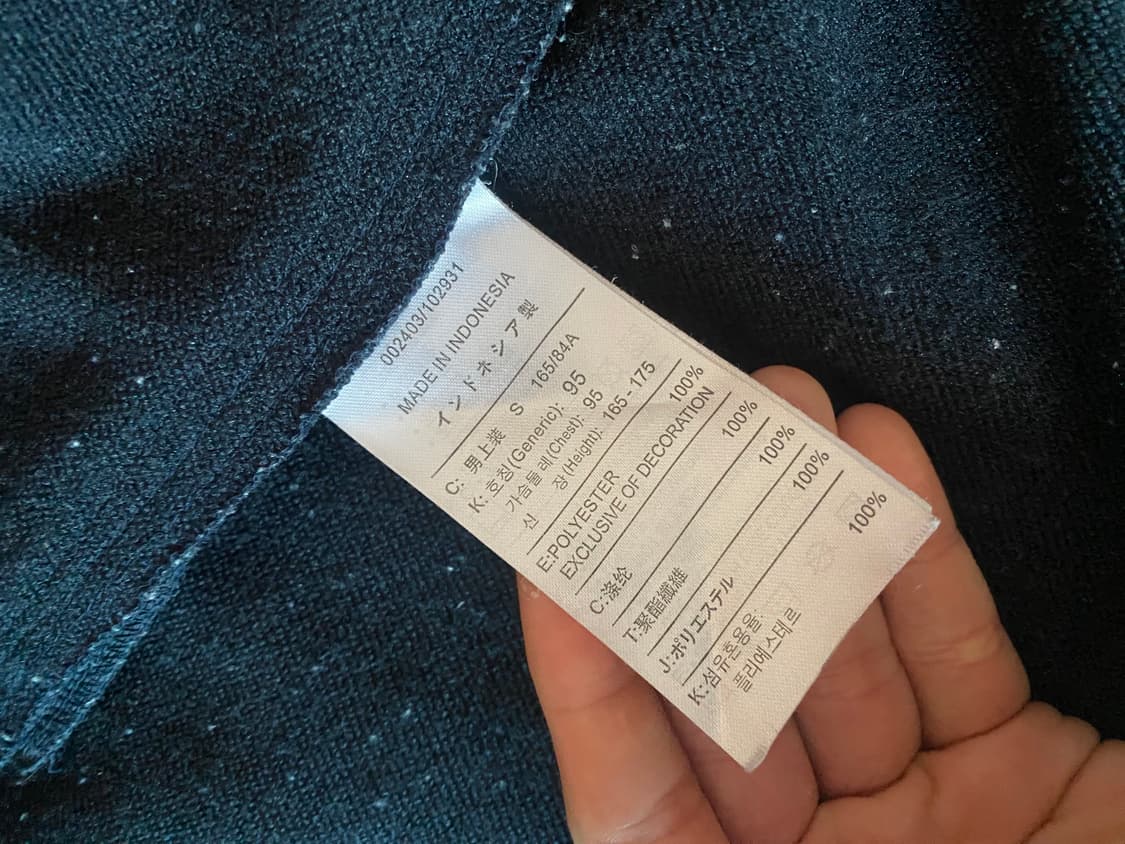 002403/102931
MADE IN INDONESIA
インドネシア製
C: 男上装 S 165/84A
K: 호칭(Generic): 95
가슴둘레(Chest): 95
신 장(Height): 165-175
E:POLYESTER 100%
EXCLUSIVE OF DECORATION
C:涤纶 100%
T:聚酯纖維 100%
J:ポリエステル 100%
K:섬유혼용율:
폴리에스테르 100%